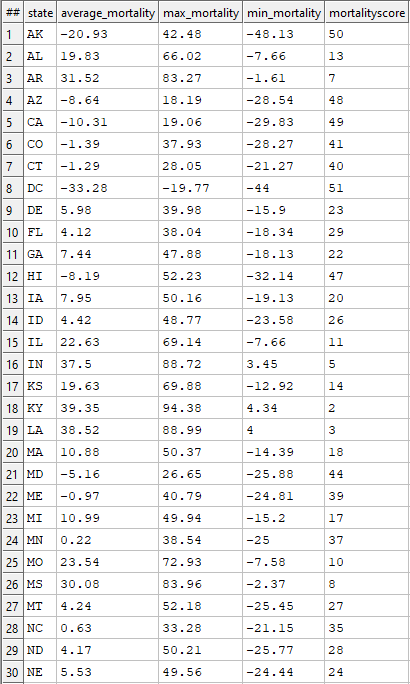 ## state average_mortality max_mortality min_mortality mortalityscore
1 AK -20.93 42.48 -48.13 50
2 AL 19.83 66.02 -7.66 13
3 AR 31.52 83.27 -1.61 7
4 AZ -8.64 18.19 -28.54 48
5 CA -10.31 19.06 -29.83 49
6 CO -1.39 37.93 -28.27 41
7 CT -1.29 28.05 -21.27 40
8 DC -33.28 -19.77 -44 51
9 DE 5.98 39.98 -15.9 23
10 FL 4.12 38.04 -18.34 29
11 GA 7.44 47.88 -18.13 22
12 HI -8.19 52.23 -32.14 47
13 IA 7.95 50.16 -19.13 20
14 ID 4.42 48.77 -23.58 26
15 IL 22.63 69.14 -7.66 11
16 IN 37.5 88.72 3.45 5
17 KS 19.63 69.88 -12.92 14
18 KY 39.35 94.38 4.34 2
19 LA 38.52 88.99 4 3
20 MA 10.88 50.37 -14.39 18
21 MD -5.16 26.65 -25.88 44
22 ME -0.97 40.79 -24.81 39
23 MI 10.99 49.94 -15.2 17
24 MN 0.22 38.54 -25 37
25 MO 23.54 72.93 -7.58 10
26 MS 30.08 83.96 -2.37 8
27 MT 4.24 52.18 -25.45 27
28 NC 0.63 33.28 -21.15 35
29 ND 4.17 50.21 -25.77 28
30 NE 5.53 49.56 -24.44 24